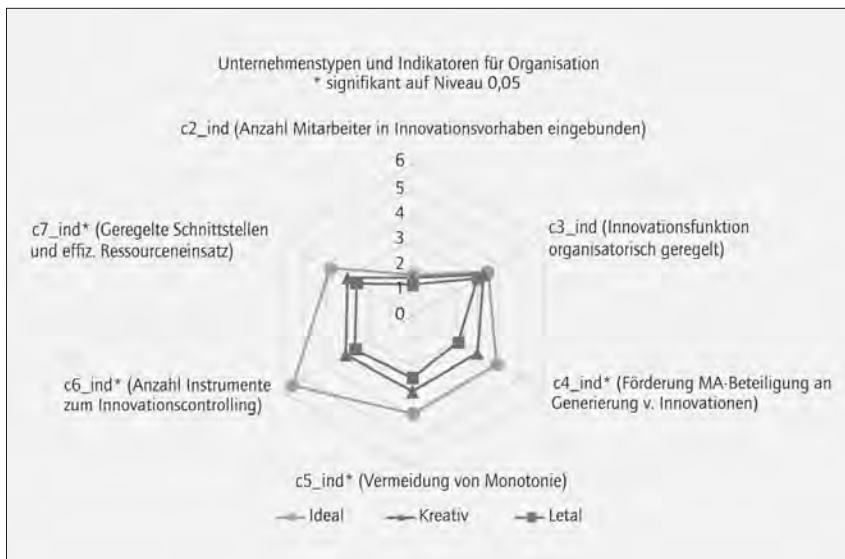 Unternehmenstypen und Indikatoren für Organisation
* signifikant auf Niveau 0,05
c2_ind (Anzahl Mitarbeiter in Innovationsvorhaben eingebunden)
6
5
4
3
2
1
0
c7_ind* (Geregelte Schnittstellen
und effiz. Ressourceneinsatz)
c3_ind (Innovationsfunktion
organisatorisch geregelt)
c6_ind* (Anzahl Instrumente
zum Innovationscontrolling)
c4_ind* (Förderung MA-Beteiligung an
Generierung v. Innovationen)
c5_ind* (Vermeidung von Monotonie)
Ideal Kreativ Letal